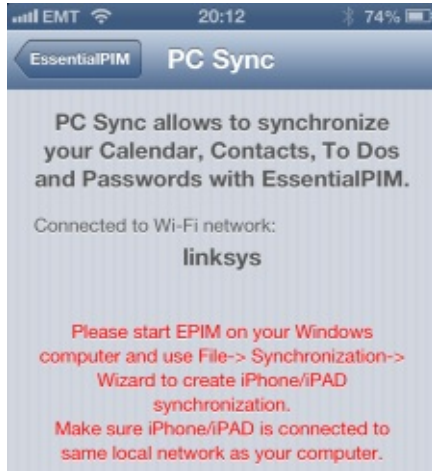 EMT 20:12 74%
EssentialPIM PC Sync
PC Sync allows to synchronize
your Calendar, Contacts, To Dos
and Passwords with EssentialPIM.
Connected to Wi-Fi network:
linksys
Please start EPIM on your Windows
computer and use File-> Synchronization->
Wizard to create iPhone/iPAD
synchronization.
Make sure iPhone/iPAD is connected to
same local network as your computer.